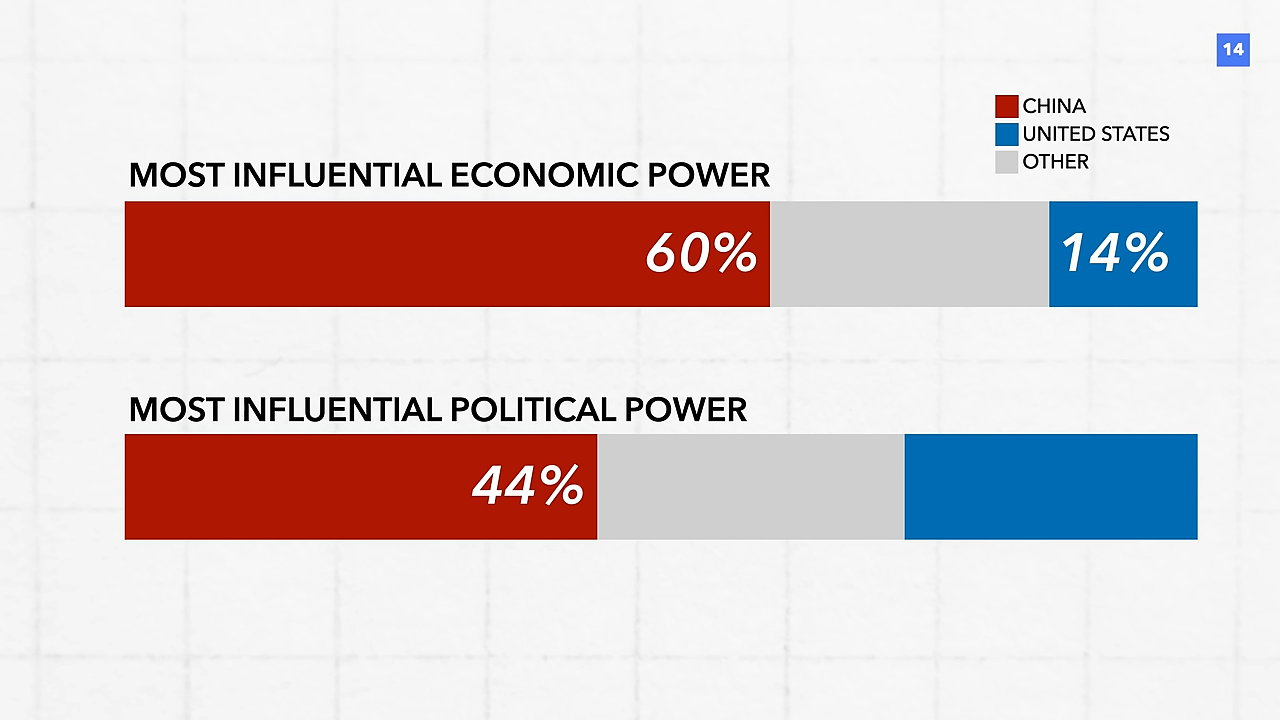 14
CHINA
UNITED STATES
OTHER
MOST INFLUENTIAL ECONOMIC POWER
60%
14%
MOST INFLUENTIAL POLITICAL POWER
44%